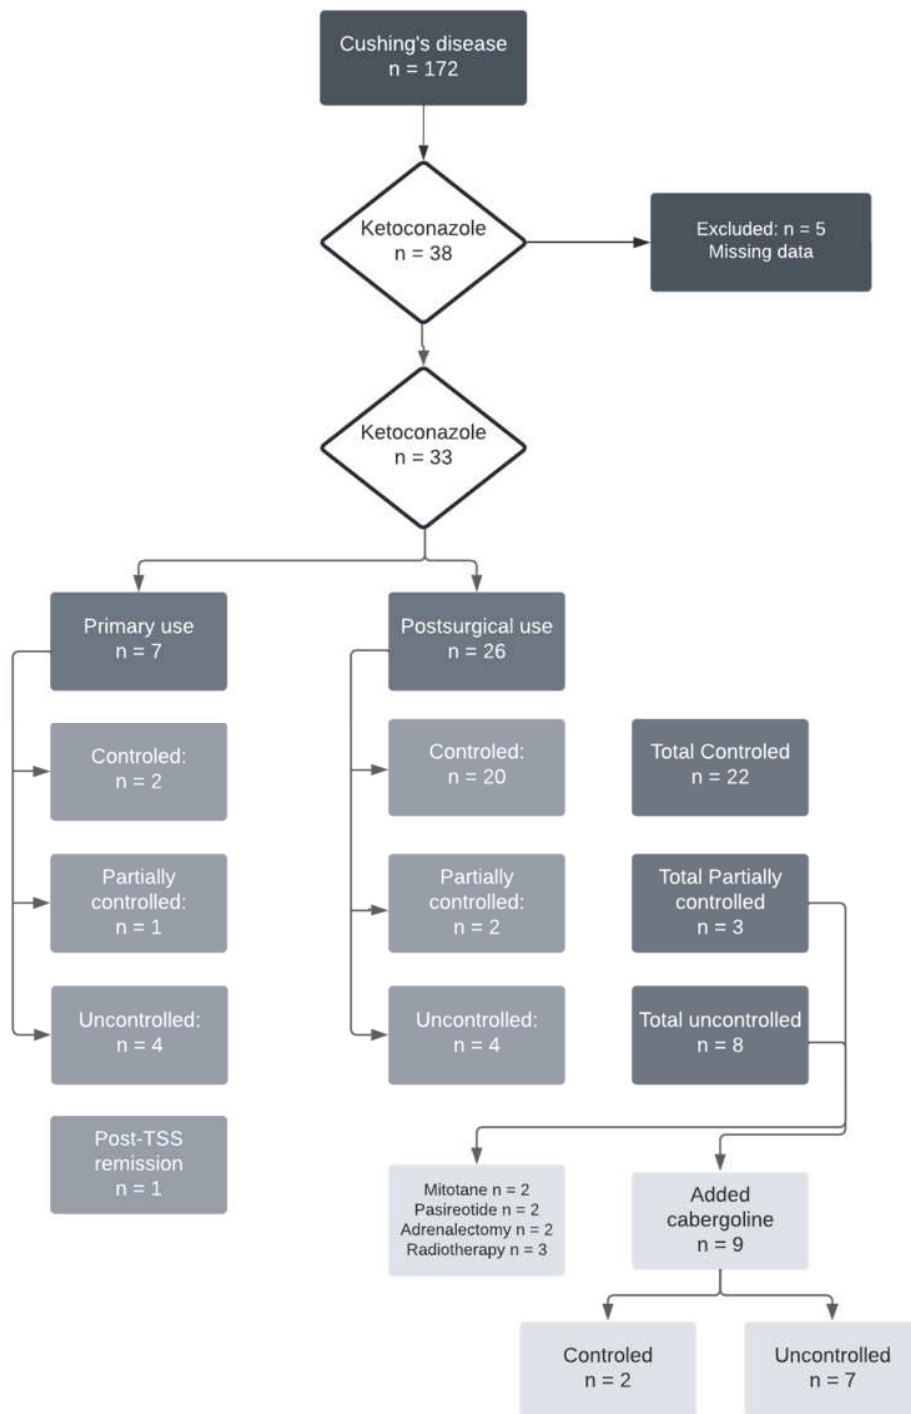 Cushing's disease
n = 172
Ketoconazole
n = 38
Excluded: n = 5
Missing data
Ketoconazole
n = 33
Primary use
n = 7
Controled:
n = 2
Partially
controlled:
n = 1
Uncontrolled:
n = 4
Post-TSS
remission
n = 1
Postsurgical use
n = 26
Controled:
n = 20
Partially
controlled:
n = 2
Uncontrolled:
n = 4
Total Controled
n = 22
Total Partially
controlled
n = 3
Total uncontrolled
n = 8
Mitotane n = 2
Pasireotide n = 2
Adrenalectomy n = 2
Radiotherapy n = 3
Added
cabergoline
n = 9
Controled
n = 2
Uncontrolled
n = 7